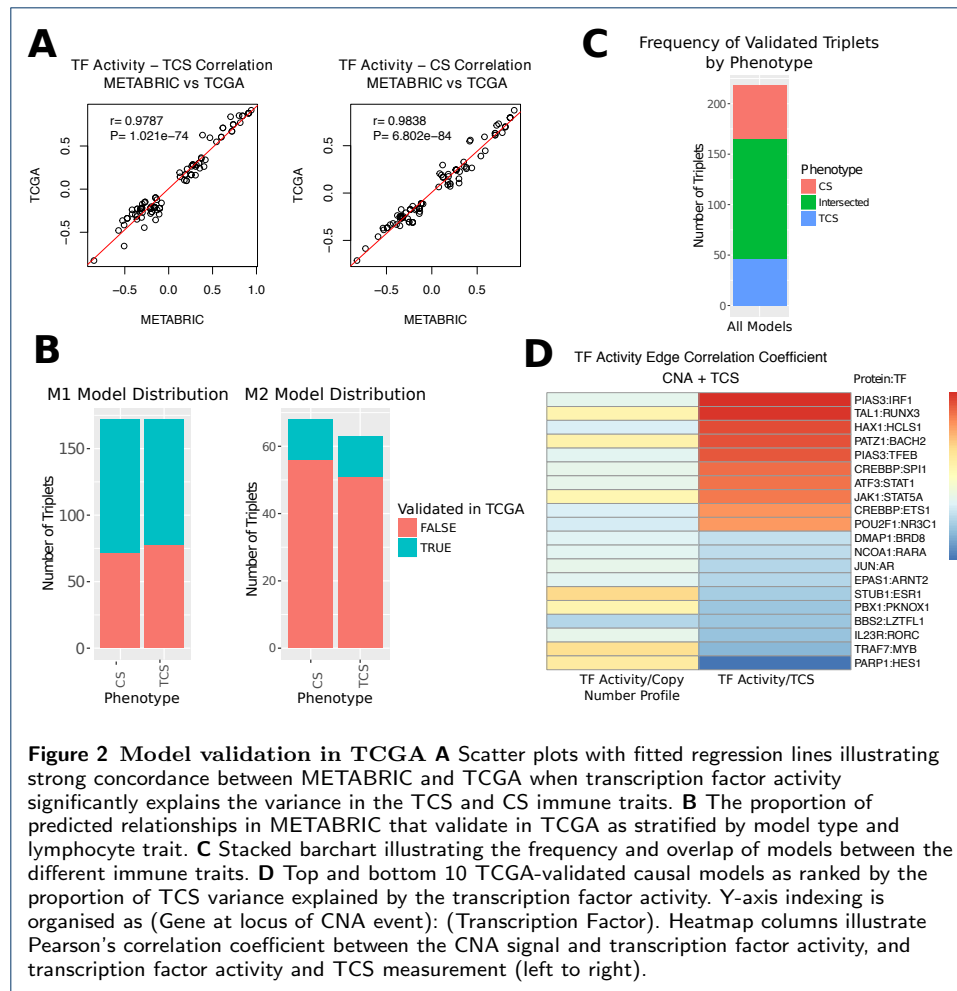 A
TF Activity – TCS Correlation
METABRIC vs TCGA
r= 0.9787
P= 1.021e−74
TCGA
0.5
0.0
−0.5
−0.5
0.0
0.5
1.0
METABRIC
TF Activity – CS Correlation
METABRIC vs TCGA
r= 0.9838
P= 6.802e−84
TCGA
0.5
0.0
−0.5
−0.5
0.0
0.5
METABRIC
C
Frequency of Validated Triplets
by Phenotype
Number of Triplets
200
150
100
50
0
All Models
Phenotype
CS
Intersected
TCS
B
M1 Model Distribution
Number of Triplets
150
100
50
0
CS
TCS
Phenotype
M2 Model Distribution
Number of Triplets
60
40
20
0
CS
TCS
Phenotype
Validated in TCGA
FALSE
TRUE
D
TF Activity Edge Correlation Coefficient
CNA + TCS
Protein:TF
PIAS3:IRF1
TAL1:RUNX3
HAX1:HCLS1
PATZ1:BACH2
PIAS3:TFEB
CREBBP:SPI1
ATF3:STAT1
JAK1:STAT5A
CREBBP:ETS1
POU2F1:NR3C1
DMAP1:BRD8
NCOA1:RARA
JUN:AR
EPAS1:ARNT2
STUB1:ESR1
PBX1:PKNOX1
BBS2:LZTFL1
IL23R:RORC
TRAF7:MYB
PARP1:HES1
TF Activity/Copy
Number Profile
TF Activity/TCS
Figure 2 Model validation in TCGA A Scatter plots with fitted regression lines illustrating
strong concordance between METABRIC and TCGA when transcription factor activity
significantly explains the variance in the TCS and CS immune traits. B The proportion of
predicted relationships in METABRIC that validate in TCGA as stratified by model type and
lymphocyte trait. C Stacked barchart illustrating the frequency and overlap of models between the
different immune traits. D Top and bottom 10 TCGA-validated causal models as ranked by the
proportion of TCS variance explained by the transcription factor activity. Y-axis indexing is
organised as (Gene at locus of CNA event): (Transcription Factor). Heatmap columns illustrate
Pearson's correlation coefficient between the CNA signal and transcription factor activity, and
transcription factor activity and TCS measurement (left to right).